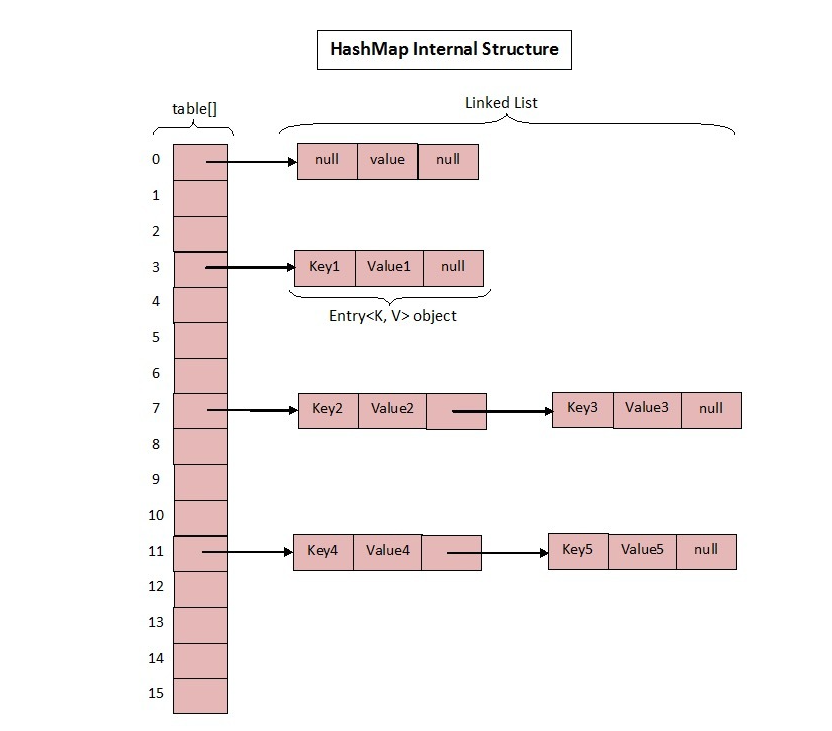 HashMap Internal Structure
table[]
Linked List
0
null value null
1
2
3
Key1 Value1 null
4
Entry<K, V> object
5
6
7
Key2 Value2
Key3 Value3 null
8
9
10
11
Key4 Value4
Key5 Value5 null
12
13
14
15